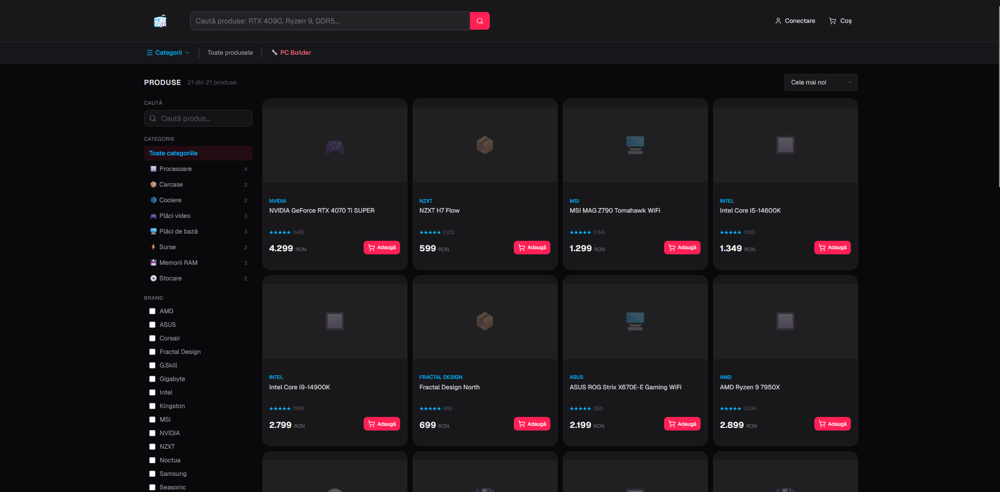 Caută produse: RTX 4090, Ryzen 9, DDR5...
Conectare
Coș
Categorii
Toate produsele
PC Builder
PRODUSE
21 din 21 produse
Cele mai noi
CAUTĂ
Caută produs...
CATEGORIE
Toate categoriile
Procesoare 4
Carcase 2
Coolere 2
Plăci video 3
Plăci de bază 3
Surse 2
Memorii RAM 3
Stocare 2
BRAND
AMD
ASUS
Corsair
Fractal Design
G.Skill
Gigabyte
Intel
Kingston
MSI
NVIDIA
NZXT
Noctua
Samsung
Seasonic
NVIDIA
NVIDIA GeForce RTX 4070 Ti SUPER
★★★★★ (145)
4.299 RON
Adaugă
NZXT
NZXT H7 Flow
★★★★★ (123)
599 RON
Adaugă
MSI
MSI MAG Z790 Tomahawk WiFi
★★★★★ (134)
1.299 RON
Adaugă
INTEL
Intel Core i5-14600K
★★★★★ (156)
1.349 RON
Adaugă
INTEL
Intel Core i9-14900K
★★★★★ (189)
2.799 RON
Adaugă
FRACTAL DESIGN
Fractal Design North
★★★★★ (89)
699 RON
Adaugă
ASUS
ASUS ROG Strix X670E-E Gaming WiFi
★★★★★ (92)
2.199 RON
Adaugă
AMD
AMD Ryzen 9 7950X
★★★★★ (234)
2.899 RON
Adaugă